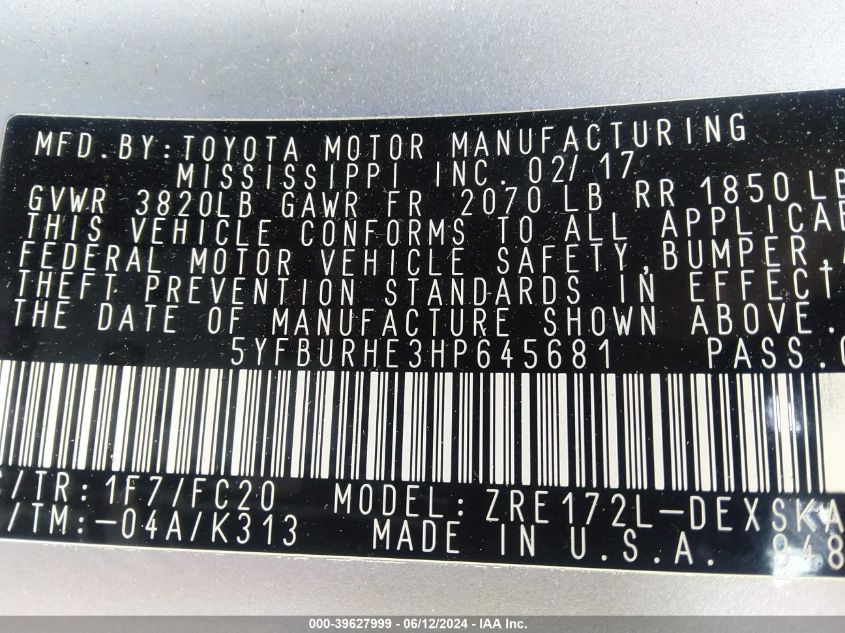 MFD.BY:TOYOTA MOTOR MANUFACTURING
MISSISSIPPI INC. 02/17
GVWR 3820LB GAWR FR 2070 LB RR 1850 LB
THIS VEHICLE CONFORMS TO ALL APPLICAB
FEDERAL MOTOR VEHICLE SAFETY, BUMPER,
THEFT PREVENTION STANDARDS IN EFFECT
THE DATE OF MANUFACTURE SHOWN ABOVE.
5YFBURHE3HP645681 PASS.
/TR: 1F7/FC20 MODEL: ZRE172L-DEXSKA
/TM:-04A/K313 MADE IN U.S.A. 948
000-39627999 - 06/12/2024 - IAA Inc.